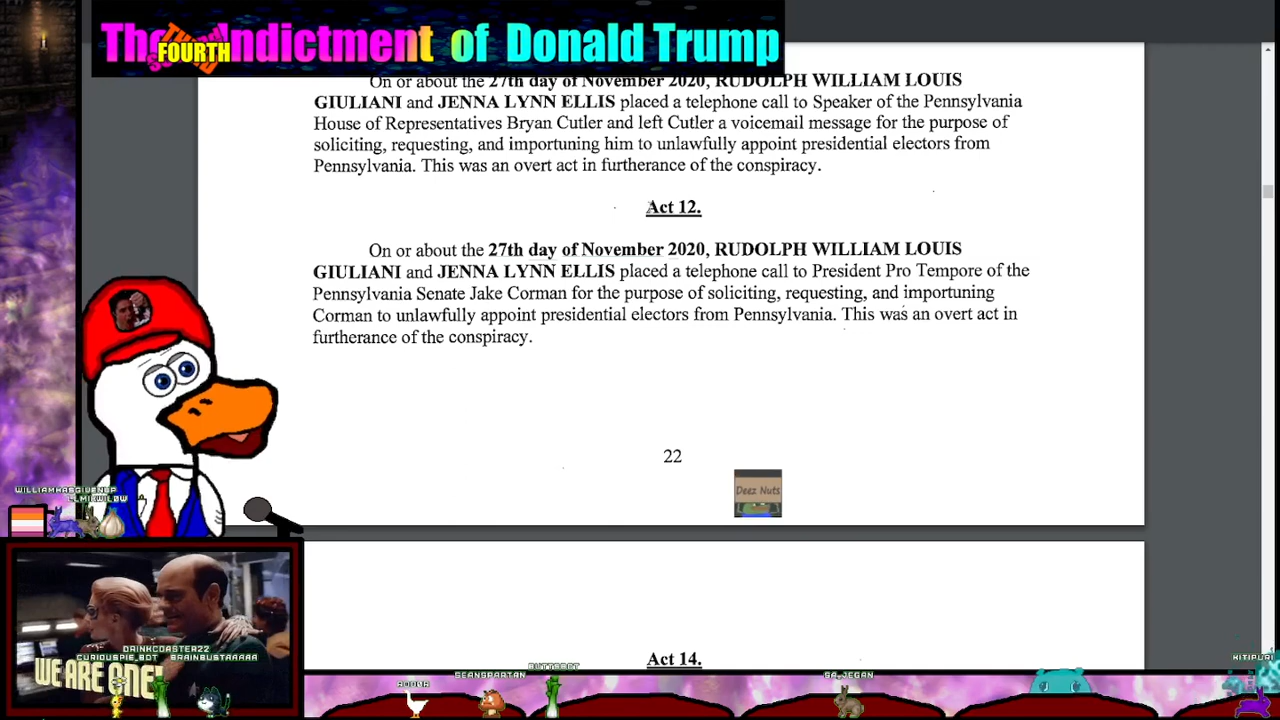 The Indictment of Donald Trump
FOURTH
On or about the 27th day of November 2020, RUDOLPH WILLIAM LOUIS
GIULIANI and JENNA LYNN ELLIS placed a telephone call to Speaker of the Pennsylvania
House of Representatives Bryan Cutler and left Cutler a voicemail message for the purpose of
soliciting, requesting, and importuning him to unlawfully appoint presidential electors from
Pennsylvania. This was an overt act in furtherance of the conspiracy.
Act 12.
On or about the 27th day of November 2020, RUDOLPH WILLIAM LOUIS
GIULIANI and JENNA LYNN ELLIS placed a telephone call to President Pro Tempore of the
Pennsylvania Senate Jake Corman for the purpose of soliciting, requesting, and importuning
Corman to unlawfully appoint presidential electors from Pennsylvania. This was an overt act in
furtherance of the conspiracy.
22
Deez Nuts
Act 14.
DRINKCOASTER22
CURIOUSPIE_BOT BRAINBUSTAAAAA
WE ARE ONE!
SEANSPARTAN
BUTTSBOT